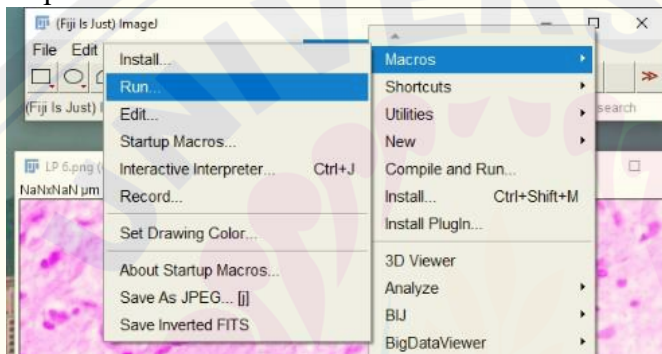 (Fiji Is Just) ImageJ
File Edit
(Fiji Is Just)
search
Install...
Run...
Edit...
Startup Macros...
Interactive Interpreter... Ctrl+J
Record...
Set Drawing Color...
About Startup Macros...
Save As JPEG... [j]
Save Inverted FITS
Macros
Shortcuts
Utilities
New
Compile and Run...
Install... Ctrl+Shift+M
Install PlugIn...
3D Viewer
Analyze
BIJ
BigDataViewer
LP 6.png
NaNxNaN µm